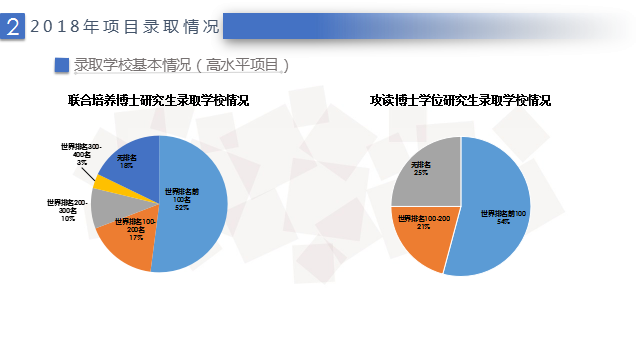 2
2018年项目录取情况
录取学校基本情况（高水平项目）
联合培养博士研究生录取学校情况
世界排名前
100名
52%
世界排名100-
200名
17%
世界排名200-
300名
10%
世界排名300-
400名
3%
无排名
18%
攻读博士学位研究生录取学校情况
世界排名前100
54%
世界排名100-200
21%
无排名
25%